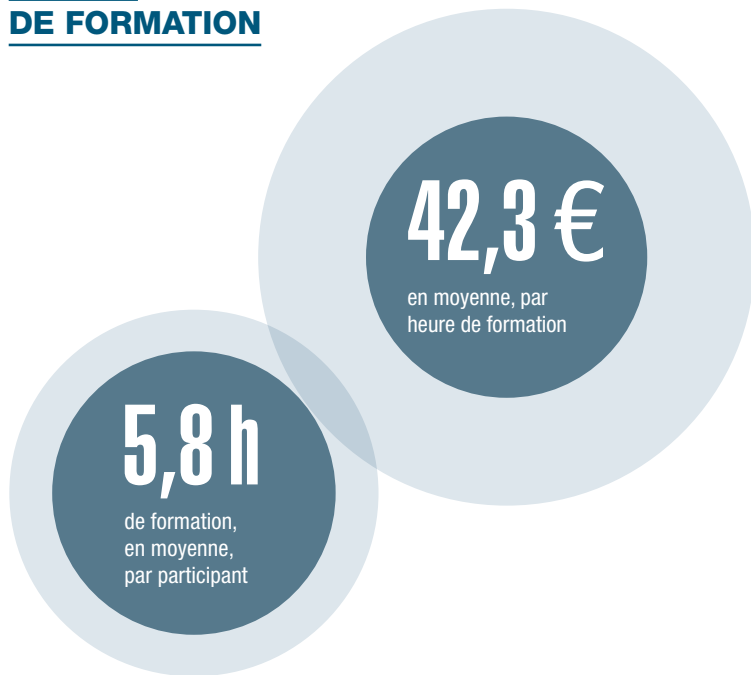 DE FORMATION
42,3 €
en moyenne, par
heure de formation
5,8 h
de formation,
en moyenne,
par participant